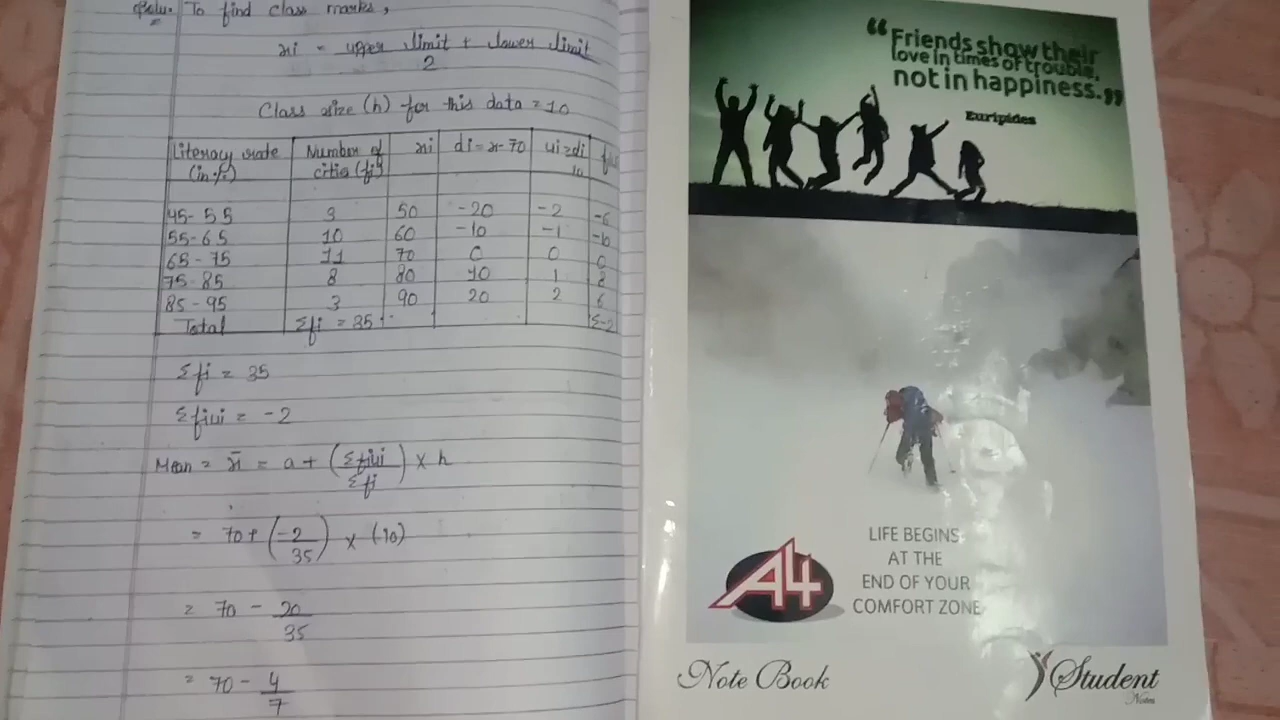 Solu. To find class marks,
xi = upper limit + lower limit
2
Class size (h) for this data = 10
Literacy rate (in %) Number of cities (fi) xi di = x-70 ui = di
10
45-55 3 50 -20 -2 -6
55-65 10 60 -10 -1 -10
65-75 11 70 0 0 0
75-85 8 80 10 1 8
85-95 3 90 20 2 6
Total Σfi = 35 Σ-2
Σfi = 35
Σfiui = -2
Mean = x̄ = a + (Σfiui / Σfi) × h
= 70 + (-2 / 35) × (10)
= 70 - 20
35
= 70 - 4
7
“Friends show their
love in times of trouble,
not in happiness.”
Euripides
A4
LIFE BEGINS
AT THE
END OF YOUR
COMFORT ZONE
Note Book
Student
Notes